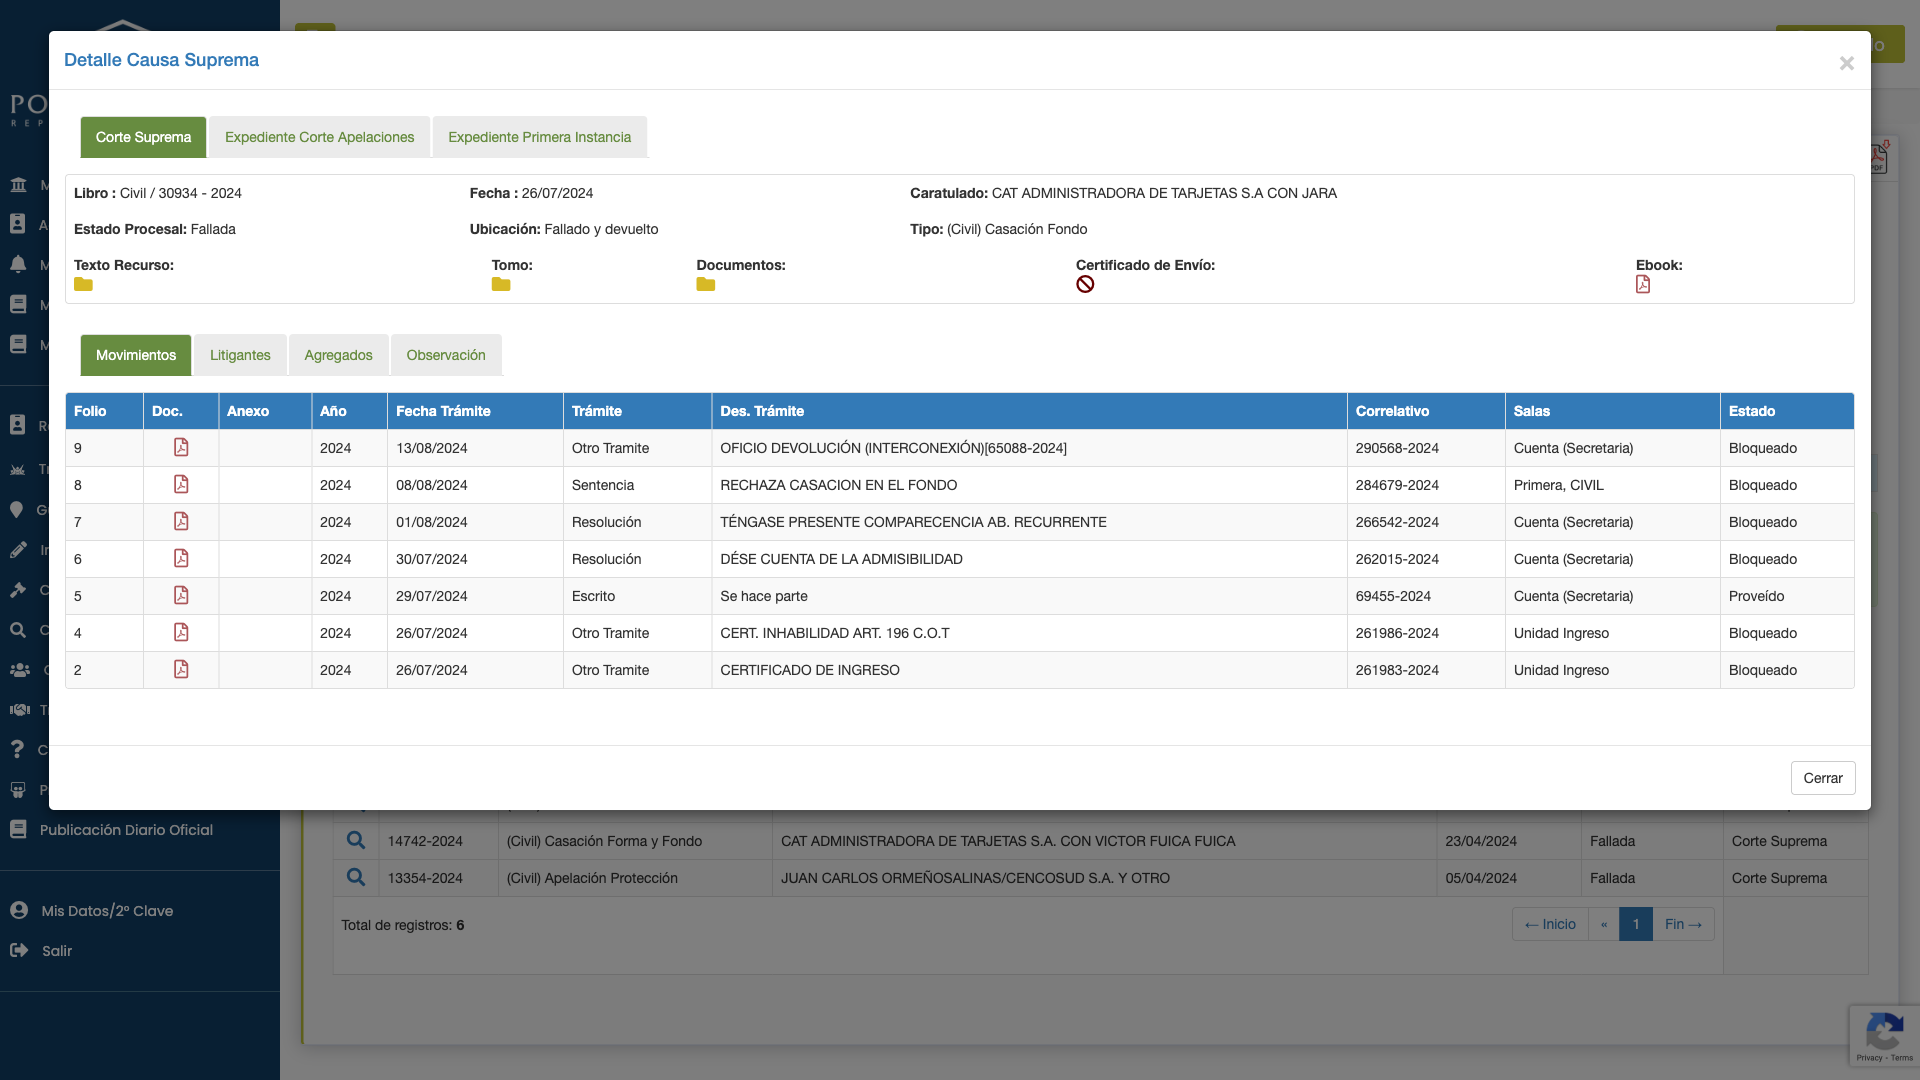 Detalle Causa Suprema
×
Corte Suprema
Expediente Corte Apelaciones
Expediente Primera Instancia
Libro : Civil / 30934 - 2024
Fecha : 26/07/2024
Caratulado: CAT ADMINISTRADORA DE TARJETAS S.A CON JARA
Estado Procesal: Fallada
Ubicación: Fallado y devuelto
Tipo: (Civil) Casación Fondo
Texto Recurso:
Tomo:
Documentos:
Certificado de Envío:
Ebook:
Movimientos
Litigantes
Agregados
Observación
Folio Doc. Anexo Año Fecha Trámite Trámite Des. Trámite Correlativo Salas Estado
9 2024 13/08/2024 Otro Tramite OFICIO DEVOLUCIÓN (INTERCONEXIÓN)[65088-2024] 290568-2024 Cuenta (Secretaria) Bloqueado
8 2024 08/08/2024 Sentencia RECHAZA CASACION EN EL FONDO 284679-2024 Primera, CIVIL Bloqueado
7 2024 01/08/2024 Resolución TÉNGASE PRESENTE COMPARECENCIA AB. RECURRENTE 266542-2024 Cuenta (Secretaria) Bloqueado
6 2024 30/07/2024 Resolución DÉSE CUENTA DE LA ADMISIBILIDAD 262015-2024 Cuenta (Secretaria) Bloqueado
5 2024 29/07/2024 Escrito Se hace parte 69455-2024 Cuenta (Secretaria) Proveído
4 2024 26/07/2024 Otro Tramite CERT. INHABILIDAD ART. 196 C.O.T 261986-2024 Unidad Ingreso Bloqueado
2 2024 26/07/2024 Otro Tramite CERTIFICADO DE INGRESO 261983-2024 Unidad Ingreso Bloqueado
Cerrar
Publicación Diario Oficial
Mis Datos/2º Clave
Salir
14742-2024 (Civil) Casación Forma y Fondo CAT ADMINISTRADORA DE TARJETAS S.A. CON VICTOR FUICA FUICA 23/04/2024 Fallada Corte Suprema
13354-2024 (Civil) Apelación Protección JUAN CARLOS ORMEÑOSALINAS/CENCOSUD S.A. Y OTRO 05/04/2024 Fallada Corte Suprema
Total de registros: 6
← Inicio « 1 Fin →
Privacy - Terms